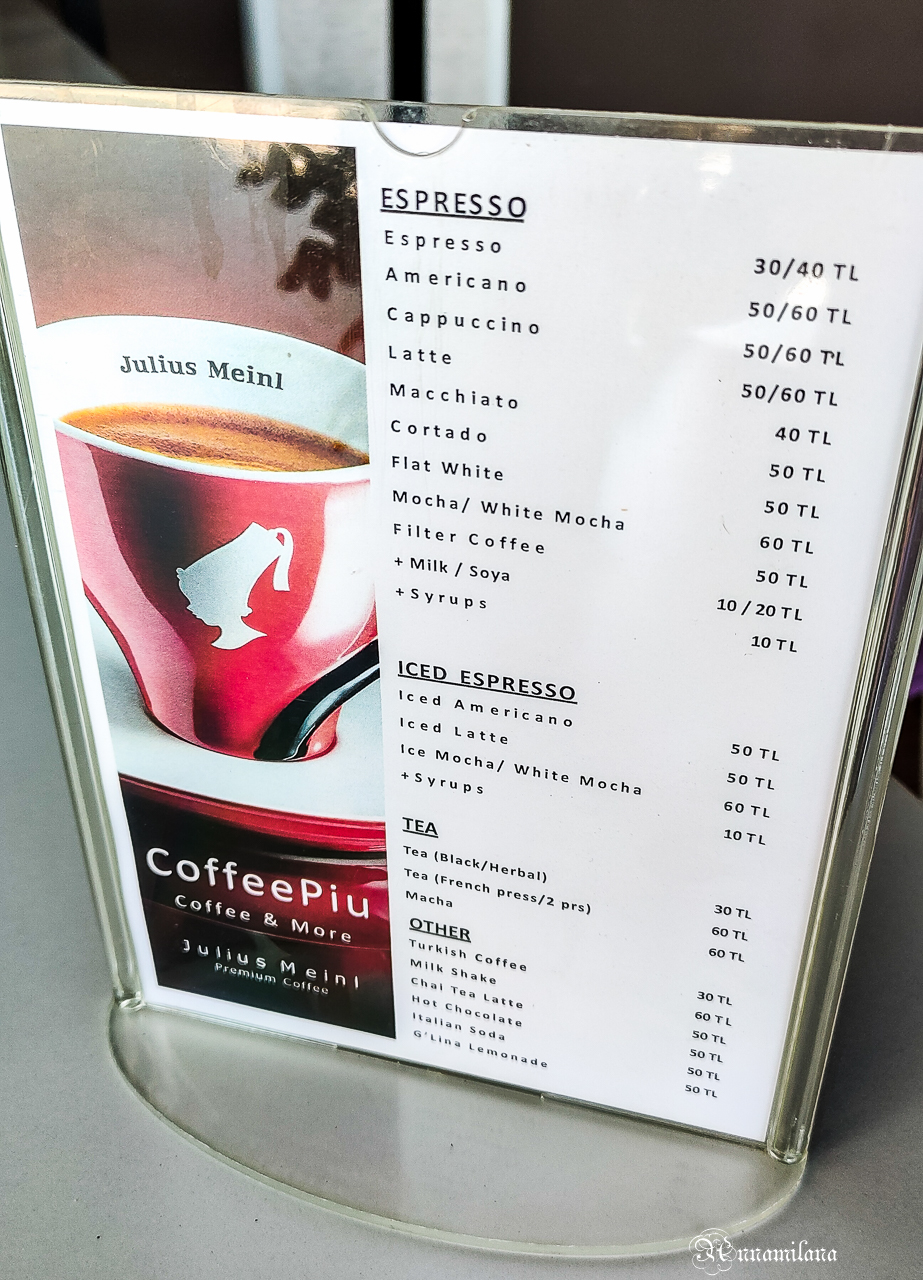 Julius Meinl
CoffeePiu
Coffee & More
Julius Meinl
Premium Coffee
ESPRESSO
Espresso 30/40 TL
Americano 50/60 TL
Cappuccino 50/60 TL
Latte 50/60 TL
Macchiato 40 TL
Cortado 50 TL
Flat White 50 TL
Mocha/ White Mocha 60 TL
Filter Coffee 50 TL
+ Milk / Soya 10 / 20 TL
+ Syrups 10 TL
ICED ESPRESSO
Iced Americano 50 TL
Iced Latte 50 TL
Ice Mocha/ White Mocha 60 TL
+ Syrups 10 TL
TEA
Tea (Black/Herbal) 30 TL
Tea (French press/2 prs) 60 TL
Macha 60 TL
OTHER
Turkish Coffee 30 TL
Milk Shake 60 TL
Chai Tea Latte 50 TL
Hot Chocolate 50 TL
Italian Soda 50 TL
G'Lina Lemonade 50 TL
Annamilana